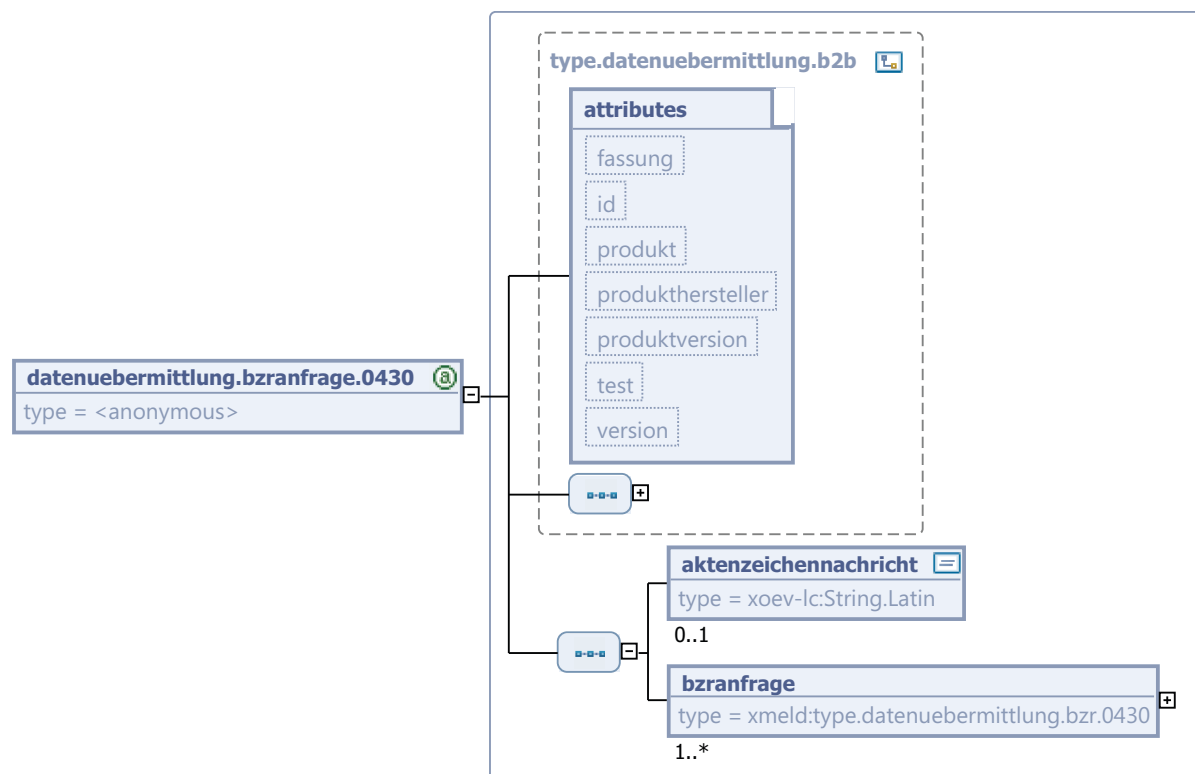 type.datenuebermittlung.b2b
attributes
fassung
id
produkt
produkthersteller
produktversion
test
version
datenuebermittlung.bzranfrage.0430
type = <anonymous>
aktenzeichennachricht
type = xoev-lc:String.Latin
0..1
bzranfrage
type = xmeld:type.datenuebermittlung.bzr.0430
1..*